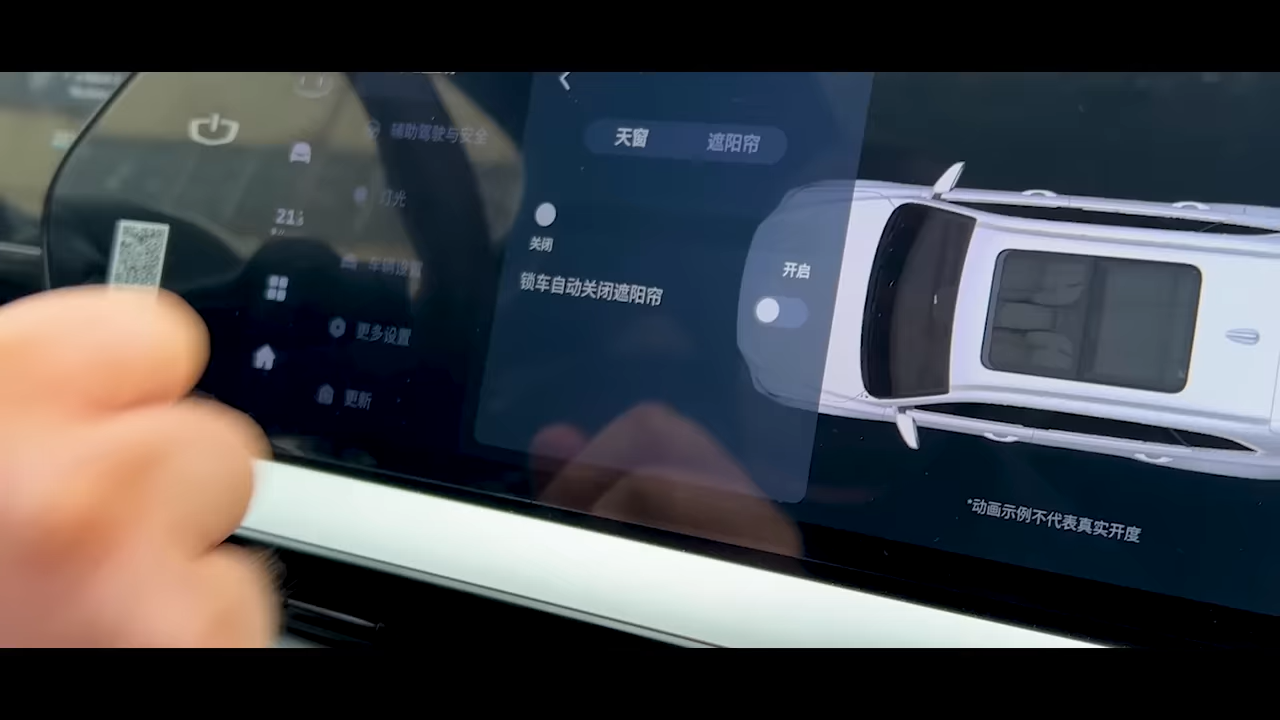 天窗 遮阳帘
辅助驾驶与安全
灯光
21.5
关闭
开启
车辆设置
锁车自动关闭遮阳帘
更多设置
更新
*动画示例不代表真实开度